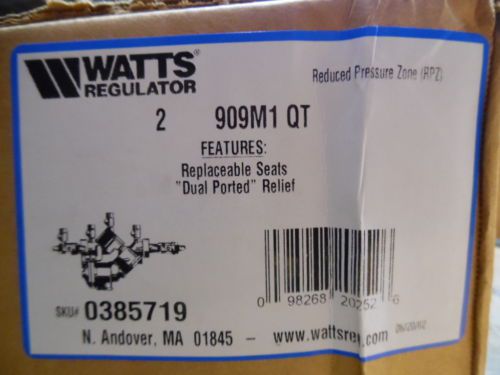 WATTS®
REGULATOR
Reduced Pressure Zone (RPZ)
2 909M1 QT
FEATURES:
Replaceable Seats
"Dual Ported" Relief
SKU# 0385719
0 98268 20252 6
N. Andover, MA 01845 - www.wattsreg.com